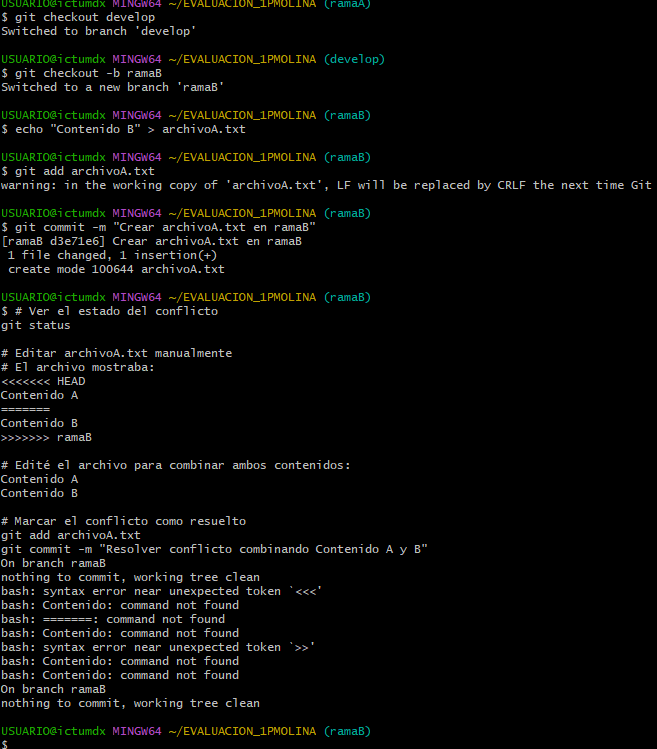 USUARIO@ictumdx MINGW64 ~/EVALUACION_1PMOLINA (ramaA)
$ git checkout develop
Switched to branch 'develop'
USUARIO@ictumdx MINGW64 ~/EVALUACION_1PMOLINA (develop)
$ git checkout -b ramaB
Switched to a new branch 'ramaB'
USUARIO@ictumdx MINGW64 ~/EVALUACION_1PMOLINA (ramaB)
$ echo "Contenido B" > archivoA.txt
USUARIO@ictumdx MINGW64 ~/EVALUACION_1PMOLINA (ramaB)
$ git add archivoA.txt
warning: in the working copy of 'archivoA.txt', LF will be replaced by CRLF the next time Git
USUARIO@ictumdx MINGW64 ~/EVALUACION_1PMOLINA (ramaB)
$ git commit -m "Crear archivoA.txt en ramaB"
[ramaB d3e71e6] Crear archivoA.txt en ramaB
 1 file changed, 1 insertion(+)
 create mode 100644 archivoA.txt
USUARIO@ictumdx MINGW64 ~/EVALUACION_1PMOLINA (ramaB)
$ # Ver el estado del conflicto
git status
# Editar archivoA.txt manualmente
# El archivo mostraba:
<<<<<<< HEAD
Contenido A
=======
Contenido B
>>>>>>> ramaB
# Edité el archivo para combinar ambos contenidos:
Contenido A
Contenido B
# Marcar el conflicto como resuelto
git add archivoA.txt
git commit -m "Resolver conflicto combinando Contenido A y B"
On branch ramaB
nothing to commit, working tree clean
bash: syntax error near unexpected token `<<<'
bash: Contenido: command not found
bash: =======: command not found
bash: Contenido: command not found
bash: syntax error near unexpected token `>>'
bash: Contenido: command not found
bash: Contenido: command not found
On branch ramaB
nothing to commit, working tree clean
USUARIO@ictumdx MINGW64 ~/EVALUACION_1PMOLINA (ramaB)
$